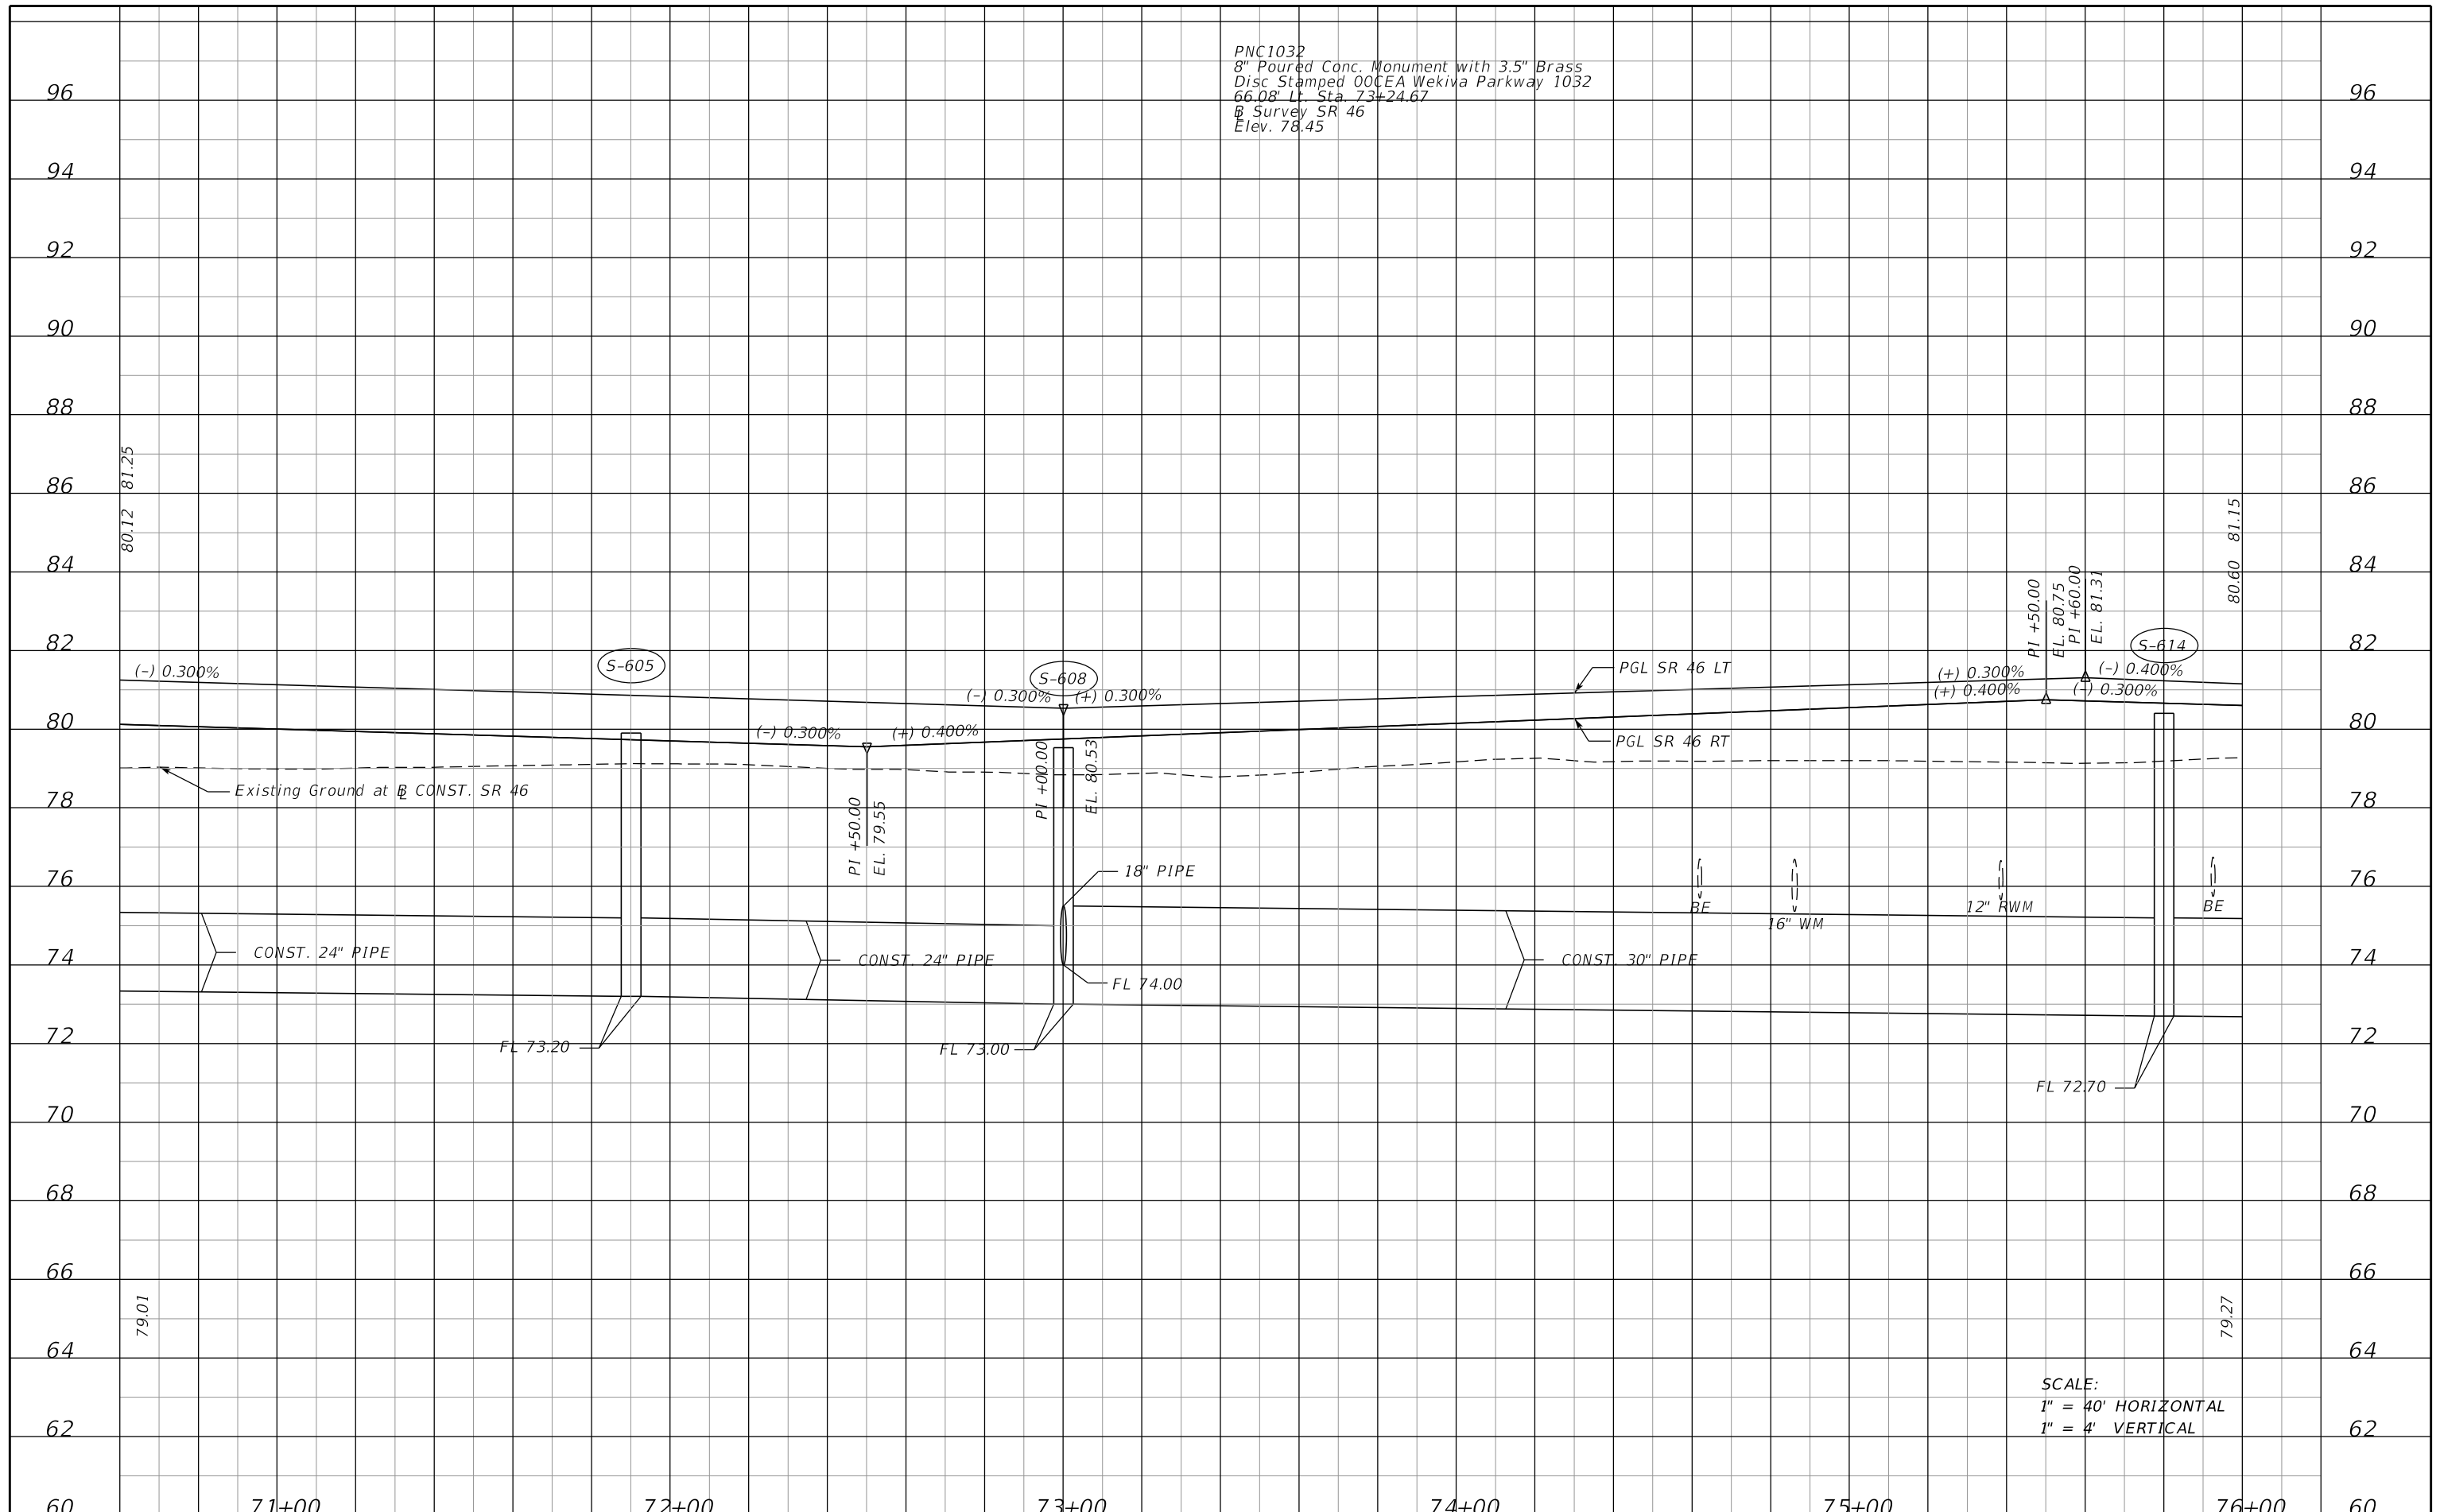 PNC1032
8" Poured Conc. Monument with 3.5" Brass
Disc Stamped OOCEA Wekiva Parkway 1032
66.08' Lt. Sta. 73+24.67
BL Survey SR 46
Elev. 78.45
96 96
94 94
92 92
90 90
88 88
86 86
84 84
82 82
80 80
78 78
76 76
74 74
72 72
70 70
68 68
66 66
64 64
62 62
60 60
80.12 81.25
80.60 81.15
(-) 0.300%
S-605
S-608
(-) 0.300%
(+) 0.300%
PGL SR 46 LT
(+) 0.300%
(-) 0.400%
S-614
PI +50.00
EL. 80.75
PI +60.00
EL. 81.31
(+) 0.400%
(-) 0.300%
(-) 0.300%
(+) 0.400%
PGL SR 46 RT
Existing Ground at BL CONST. SR 46
PI +50.00
EL. 79.55
PI +00.00
EL. 80.53
18" PIPE
BE
16" WM
12" RWM
BE
CONST. 24" PIPE
CONST. 24" PIPE
CONST. 30" PIPE
FL 74.00
FL 73.20
FL 73.00
FL 72.70
79.01
79.27
SCALE:
1" = 40' HORIZONTAL
1" = 4' VERTICAL
71+00 72+00 73+00 74+00 75+00 76+00